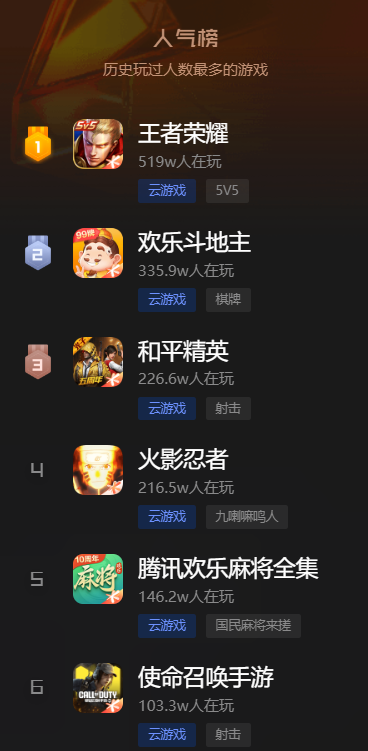 人气榜
历史玩过人数最多的游戏
1
5V5
王者荣耀
519w人在玩
云游戏
5V5
2
99牌
欢乐斗地主
335.9w人在玩
云游戏
棋牌
3
五周年
和平精英
226.6w人在玩
云游戏
射击
4
火影忍者
216.5w人在玩
云游戏
九喇嘛鸣人
5
10周年
麻将
腾讯欢乐麻将全集
146.2w人在玩
云游戏
国民麻将来搓
6
CALL OF DUTY
使命召唤手游
103.3w人在玩
云游戏
射击